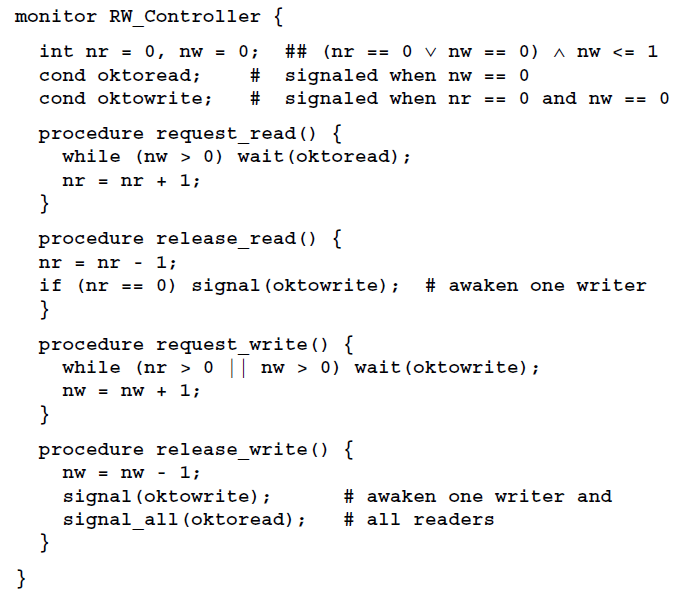 monitor RW_Controller {
int nr = 0, nw = 0;  ## (nr == 0 ∨ nw == 0) ∧ nw <= 1
cond oktoread;    #  signaled when nw == 0
cond oktowrite;   #  signaled when nr == 0 and nw == 0
procedure request_read() {
while (nw > 0) wait(oktoread);
nr = nr + 1;
}
procedure release_read() {
nr = nr - 1;
if (nr == 0) signal(oktowrite);  # awaken one writer
}
procedure request_write() {
while (nr > 0 || nw > 0) wait(oktowrite);
nw = nw + 1;
}
procedure release_write() {
nw = nw - 1;
signal(oktowrite);      # awaken one writer and
signal_all(oktoread);   # all readers
}
}